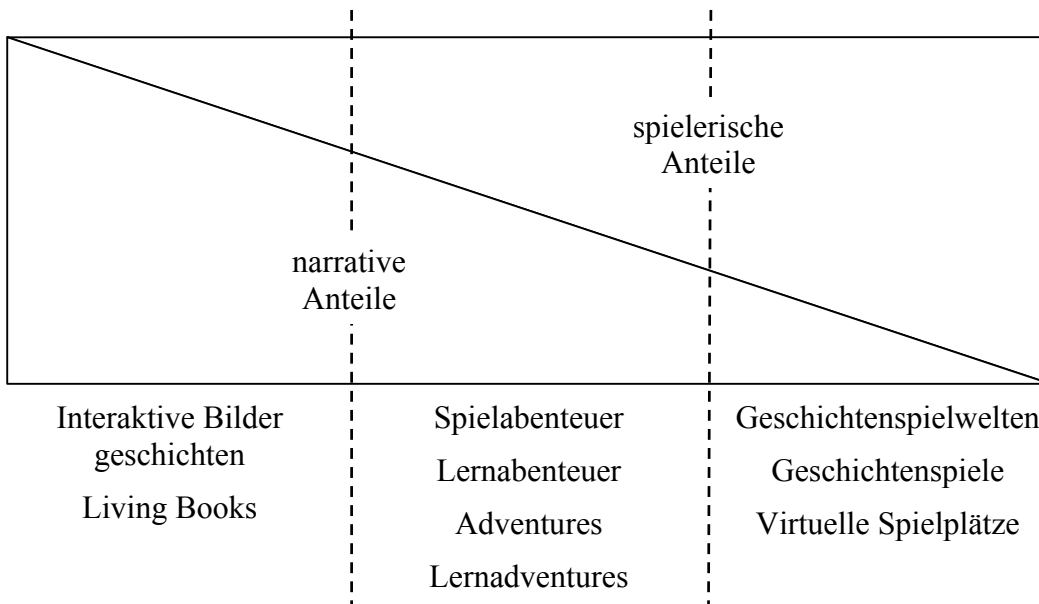 spielerische
Anteile
narrative
Anteile
Interaktive Bilder
geschichten
Living Books
Spielabenteuer
Lernabenteuer
Adventures
Lernadventures
Geschichtenspielwelten
Geschichtenspiele
Virtuelle Spielplätze